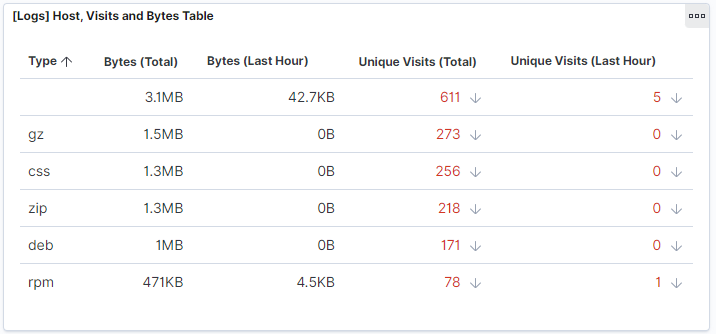 [Logs] Host, Visits and Bytes Table
Type ↑ Bytes (Total) Bytes (Last Hour) Unique Visits (Total) Unique Visits (Last Hour)
3.1MB 42.7KB 611 ↓ 5 ↓
gz 1.5MB 0B 273 ↓ 0 ↓
css 1.3MB 0B 256 ↓ 0 ↓
zip 1.3MB 0B 218 ↓ 0 ↓
deb 1MB 0B 171 ↓ 0 ↓
rpm 471KB 4.5KB 78 ↓ 1 ↓